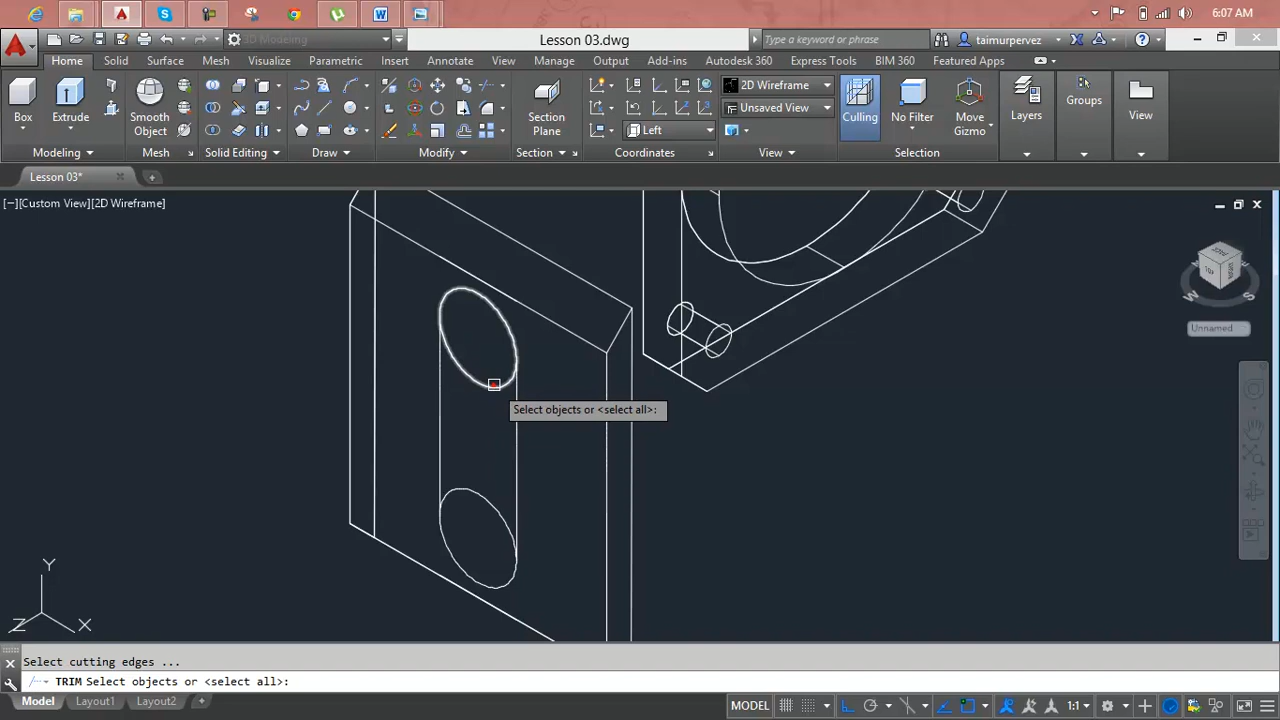 6:07 AM
3D Modeling
Lesson 03.dwg
Type a keyword or phrase
taimurpervez
Home
Solid
Surface
Mesh
Visualize
Parametric
Insert
Annotate
View
Manage
Output
Add-ins
Autodesk 360
Express Tools
BIM 360
Featured Apps
Box
Extrude
Smooth Object
Section Plane
2D Wireframe
Unsaved View
Left
Culling
No Filter
Move Gizmo
Layers
Groups
View
Modeling
Mesh
Solid Editing
Draw
Modify
Section
Coordinates
View
Selection
Lesson 03*
[−][Custom View][2D Wireframe]
W
S
Unnamed
Select objects or <select all>:
Y
Z
X
Select cutting edges ...
TRIM Select objects or <select all>:
Model
Layout1
Layout2
MODEL
1:1